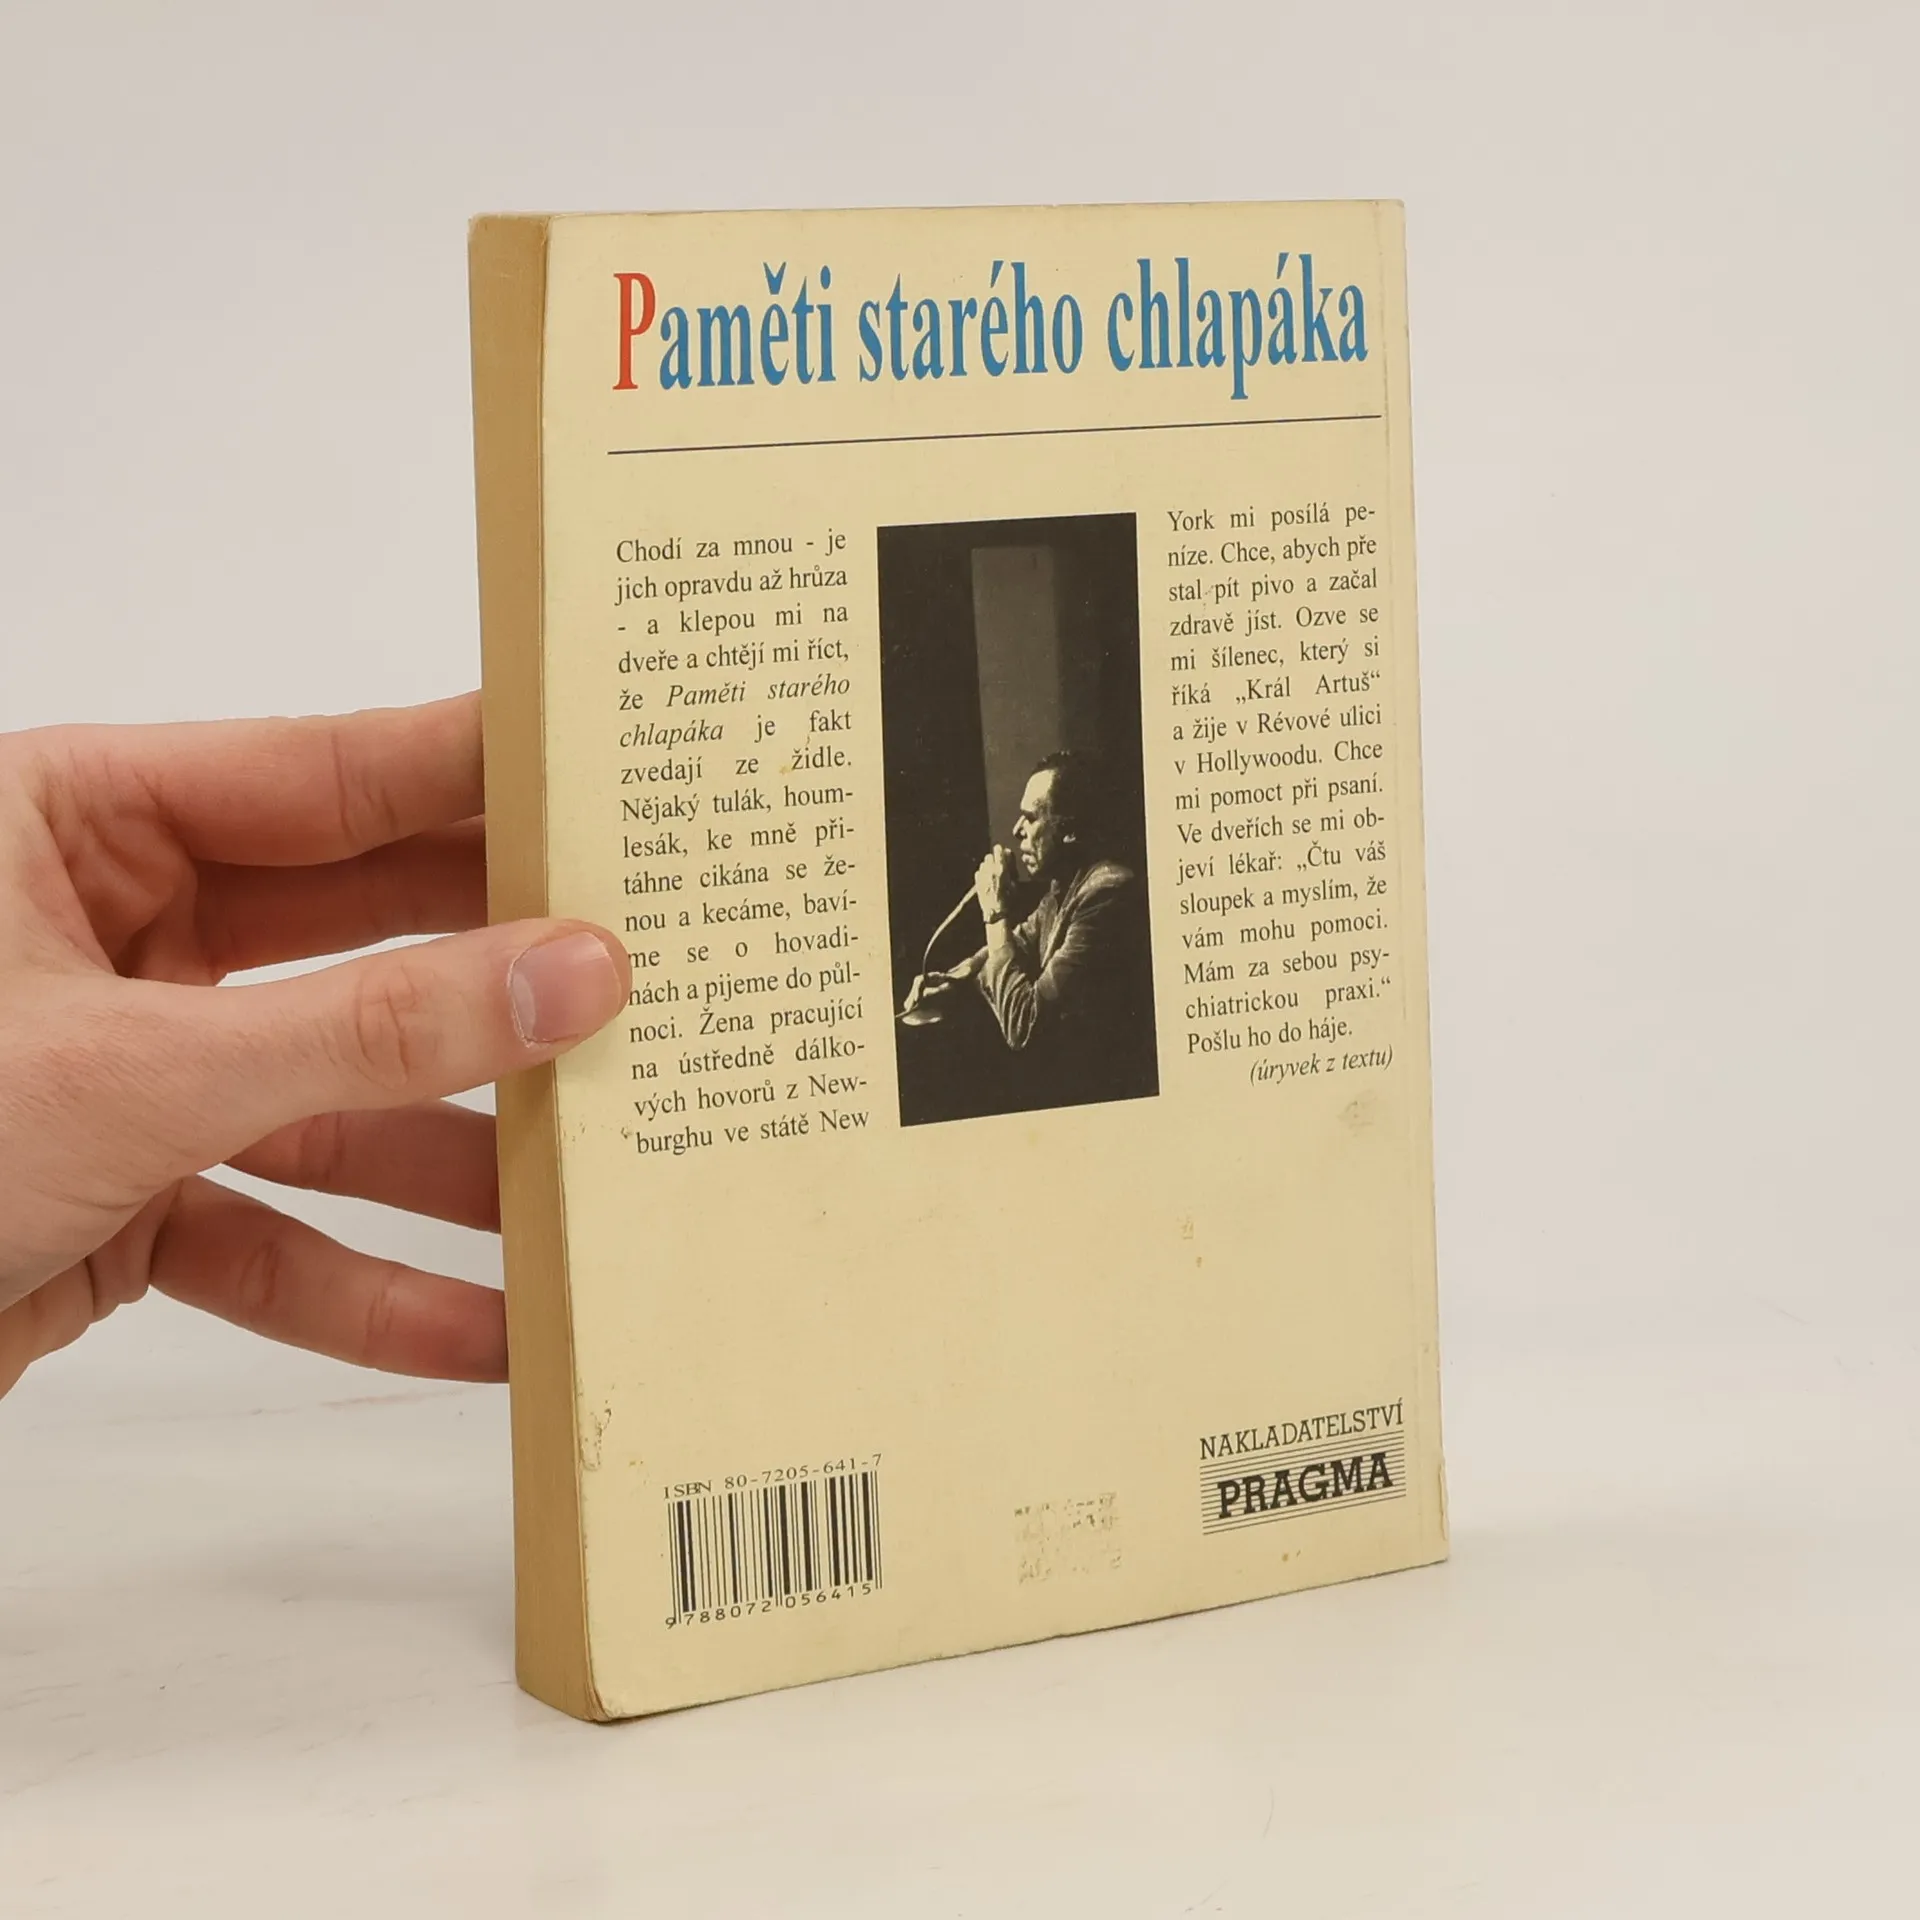 Paměti starého chlapáka
Chodí za mnou - je
jich opravdu až hrůza
- a klepou mi na
dveře a chtějí mi říct,
že Paměti starého
chlapáka je fakt
zvedají ze židle.
Nějaký tulák, houm-
lesák, ke mně při-
táhne cikána se že-
nou a kecáme, baví-
me se o hovadi-
nách a pijeme do půl-
noci. Žena pracující
na ústředně dálko-
vých hovorů z New-
burghu ve státě New
York mi posílá pe-
níze. Chce, abych pře
stal pít pivo a začal
zdravě jíst. Ozve se
mi šílenec, který si
říká „Král Artuš“
a žije v Révové ulici
v Hollywoodu. Chce
mi pomoct při psaní.
Ve dveřích se mi ob-
jeví lékař: „Čtu váš
sloupek a myslím, že
vám mohu pomoci.
Mám za sebou psy-
chiatrickou praxi.“
Pošlu ho do háje.
(úryvek z textu)
ISBN 80-7205-641-7
9788072056415
NAKLADATELSTVÍ
PRAGMA